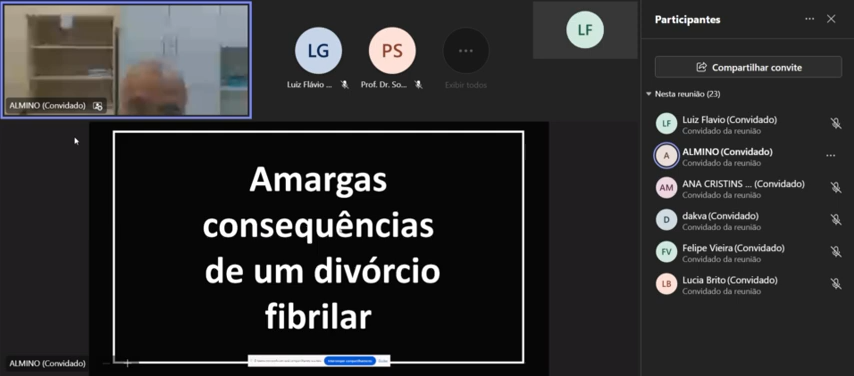 ALMINO (Convidado)
LG
Luiz Flávio ...
PS
Prof. Dr. So...
Exibir todos
LF
Amargas
consequências
de um divórcio
fibrilar
ALMINO (Convidado)
Participantes
Compartilhar convite
Nesta reunião (23)
LF
Luiz Flavio (Convidado)
Convidado da reunião
A
ALMINO (Convidado)
Convidado da reunião
AM
ANA CRISTINS ... (Convidado)
Convidado da reunião
D
dakva (Convidado)
Convidado da reunião
FV
Felipe Vieira (Convidado)
Convidado da reunião
LB
Lucia Brito (Convidado)
Convidado da reunião